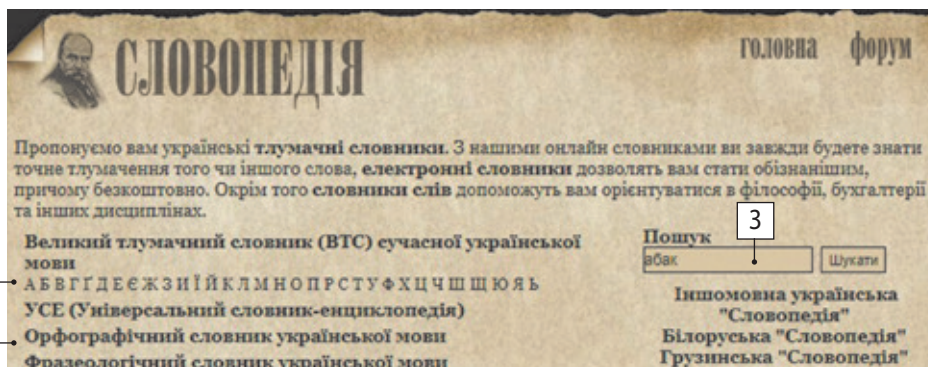 СЛОВОПЕДІЯ
головна форум
Пропонуємо вам українські тлумачні словники. З нашими онлайн словниками ви завжди будете знати
точне тлумачення того чи іншого слова, електронні словники дозволять вам стати обізнанішим,
причому безкоштовно. Окрім того словники слів допоможуть вам орієнтуватися в філософії, бухгалтерії
та інших дисциплінах.
Великий тлумачний словник (ВТС) сучасної української
мови
А Б В Г Ґ Д Е Є Ж З И І Ї Й К Л М Н О П Р С Т У Ф Х Ц Ч Ш Щ Ю Я Ь
УСЕ (Універсальний словник-енциклопедія)
Орфографічний словник української мови
Фразеологічний словник української мови
Пошук
3
абак
Шукати
Іншомовна українська
"Словопедія"
Білоруська "Словопедія"
Грузинська "Словопедія"